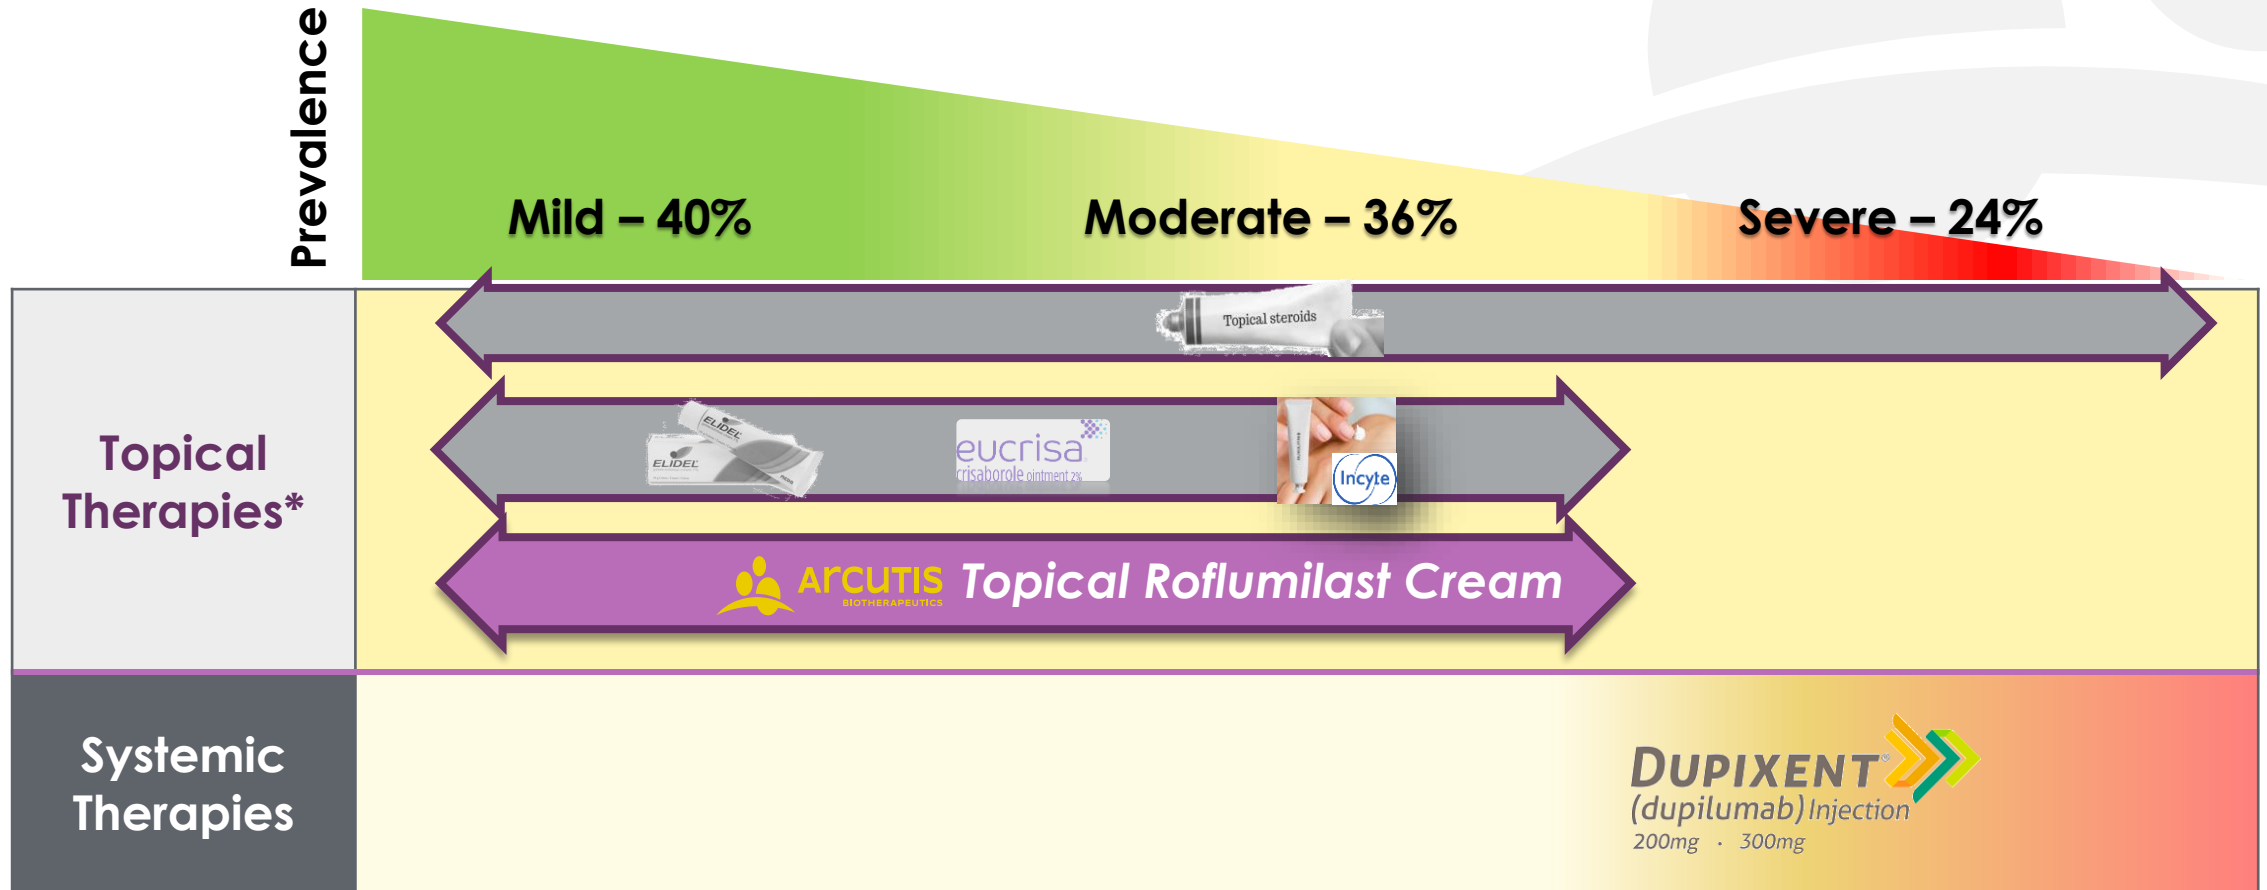 Prevalence
Mild – 40%
Moderate – 36%
Severe – 24%
Topical steroids
Topical
Therapies*
ELIDEL
ELIDEL
eucrisa
crisaborole ointment 2%
Incyte
ARCUTIS
BIOTHERAPEUTICS
Topical Roflumilast Cream
Systemic
Therapies
DUPIXENT®
(dupilumab) Injection
200mg · 300mg